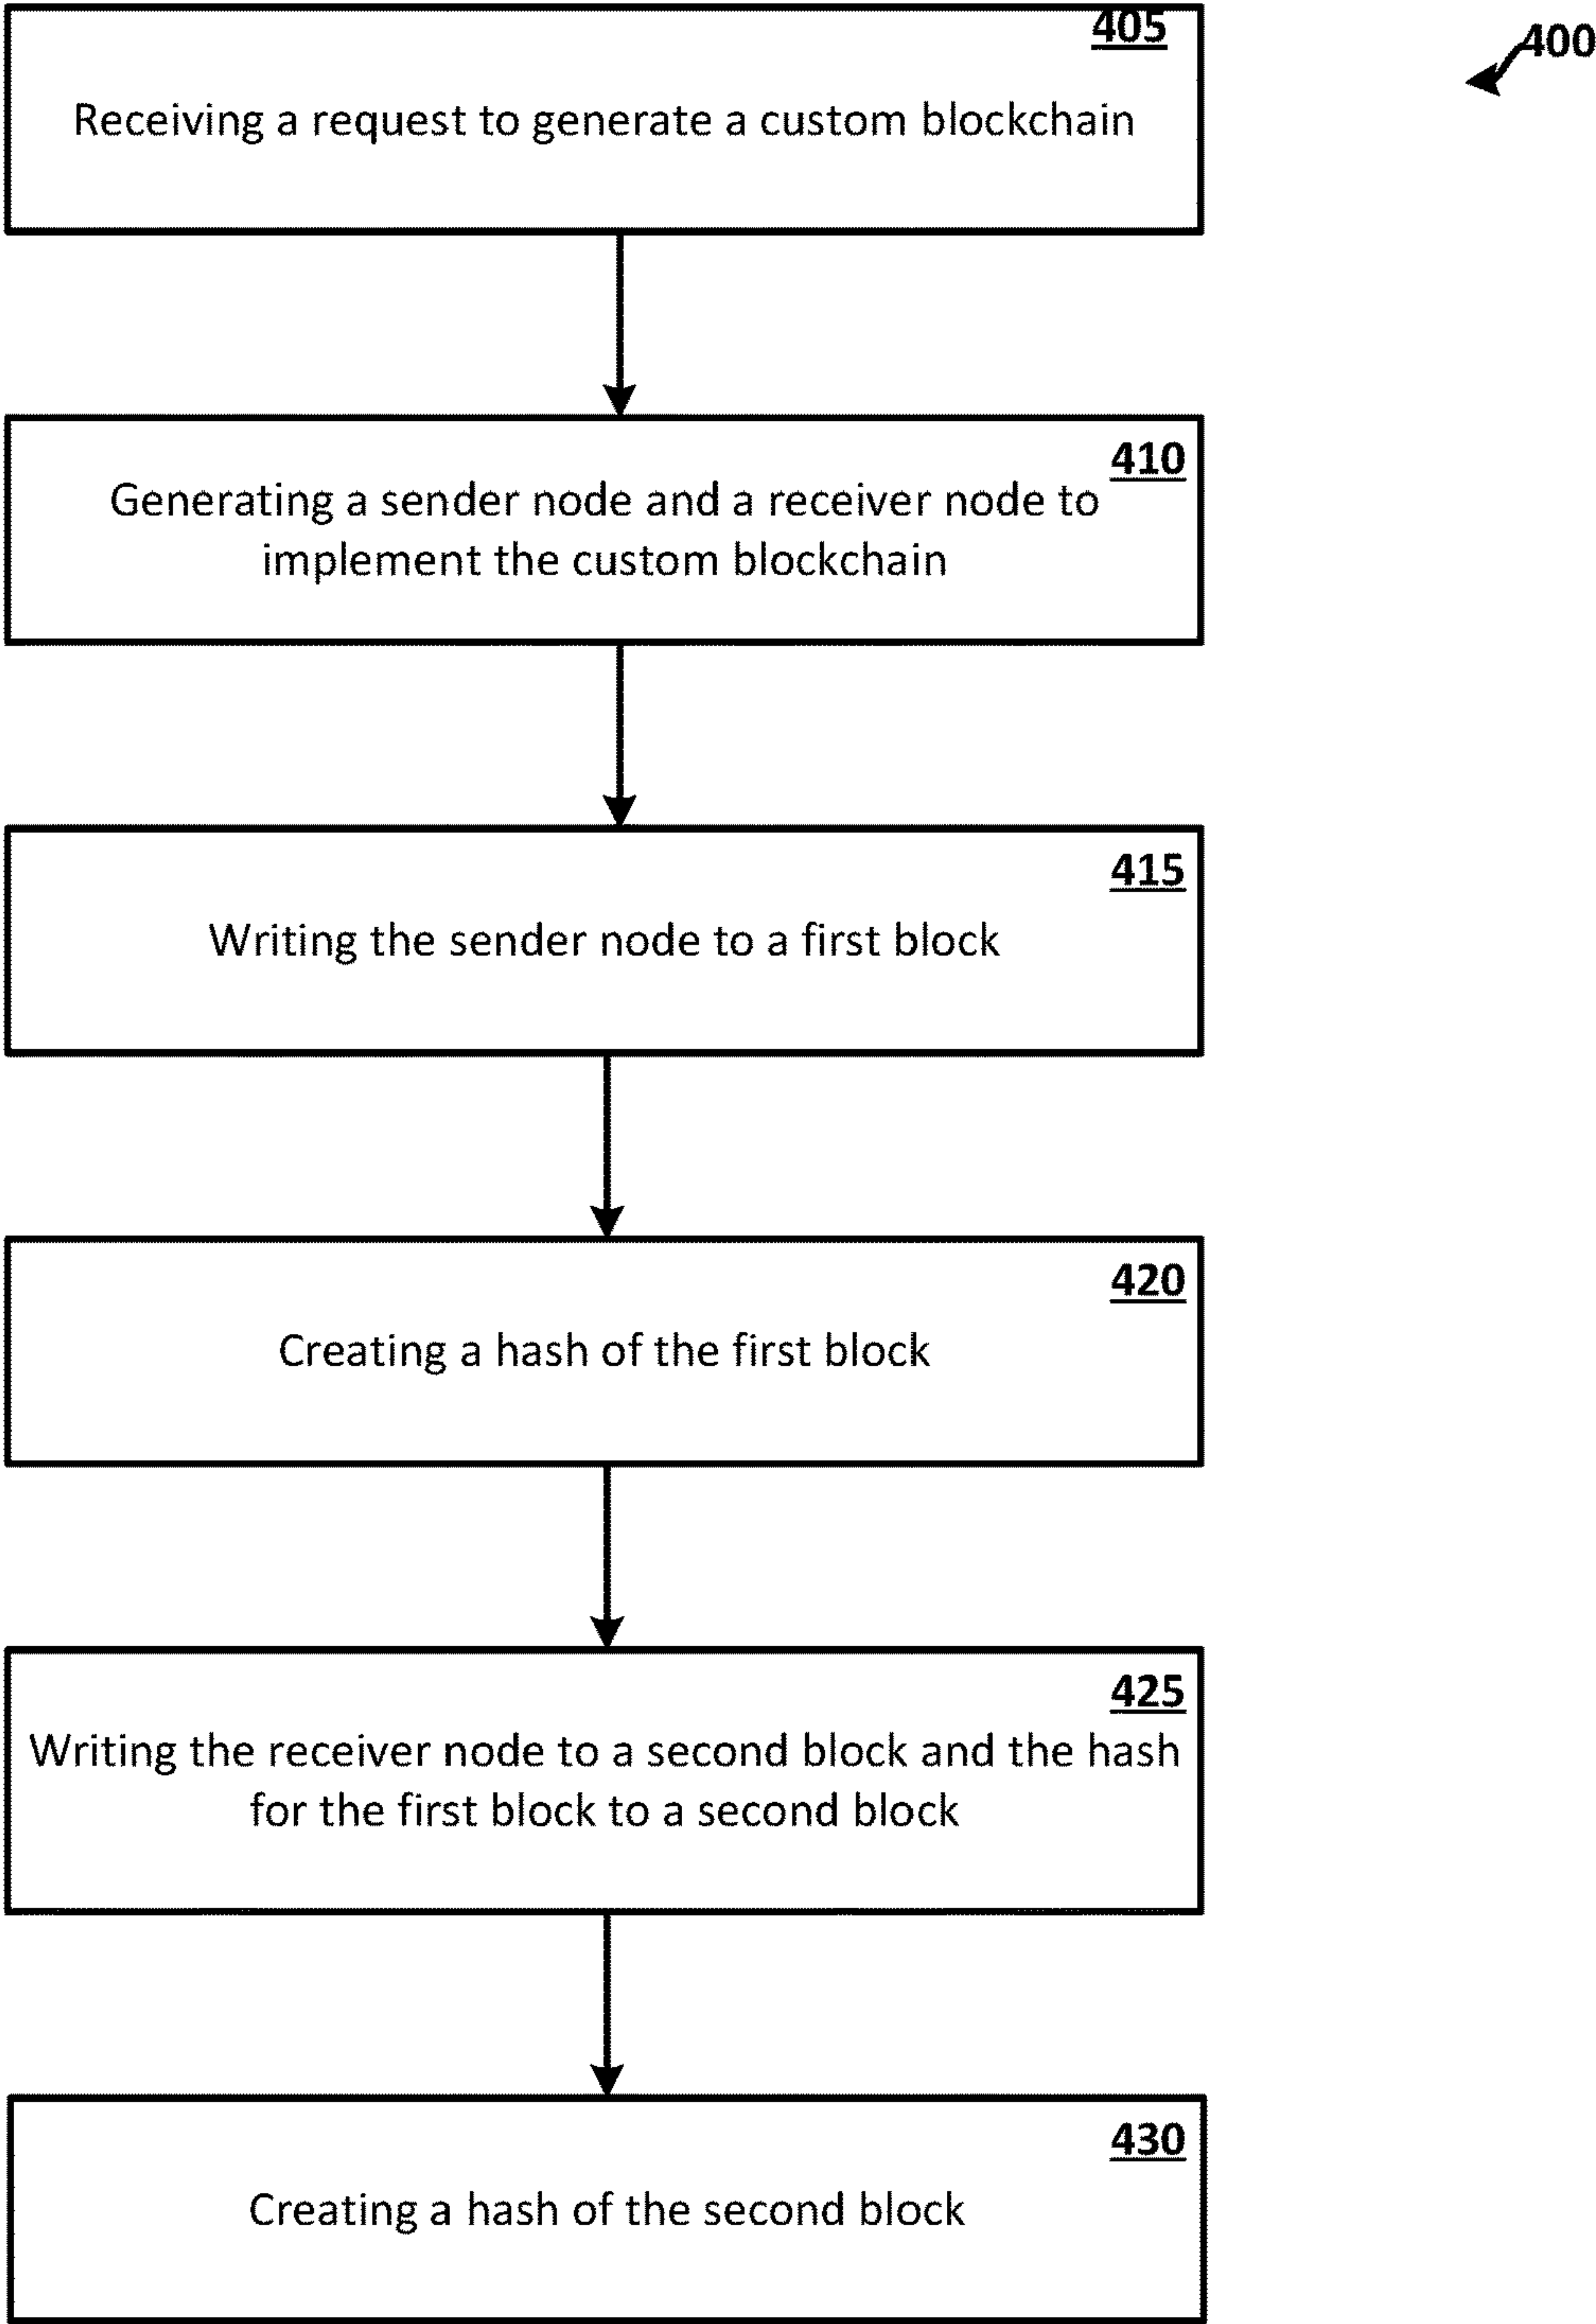 405
400
Receiving a request to generate a custom blockchain
410
Generating a sender node and a receiver node to
implement the custom blockchain
415
Writing the sender node to a first block
420
Creating a hash of the first block
425
Writing the receiver node to a second block and the hash
for the first block to a second block
430
Creating a hash of the second block